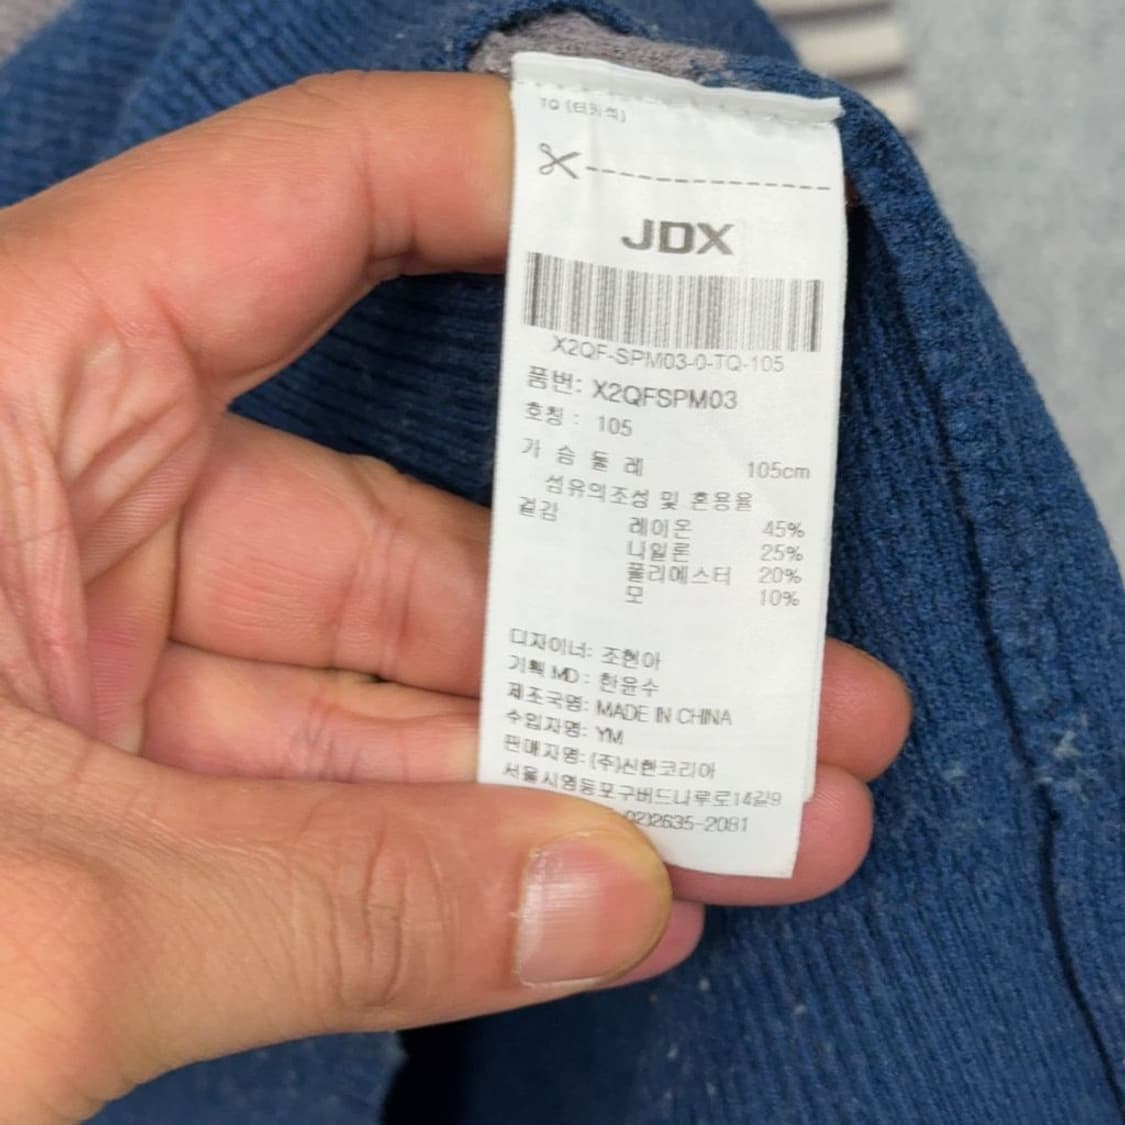 TQ (터키석)
JDX
X2QF-SPM03-0-TQ-105
품번: X2QFSPM03
호칭 : 105
가 슴 둘 레 105cm
섬유의조성 및 혼용율
겉감 레이온 45%
나일론 25%
폴리에스터 20%
모 10%
디자이너: 조현아
기획 MD : 한윤수
제조국명: MADE IN CHINA
수입자명: YM
판매자명: (주)신한코리아
서울시영등포구버드나루로14길9
02)2635-2081